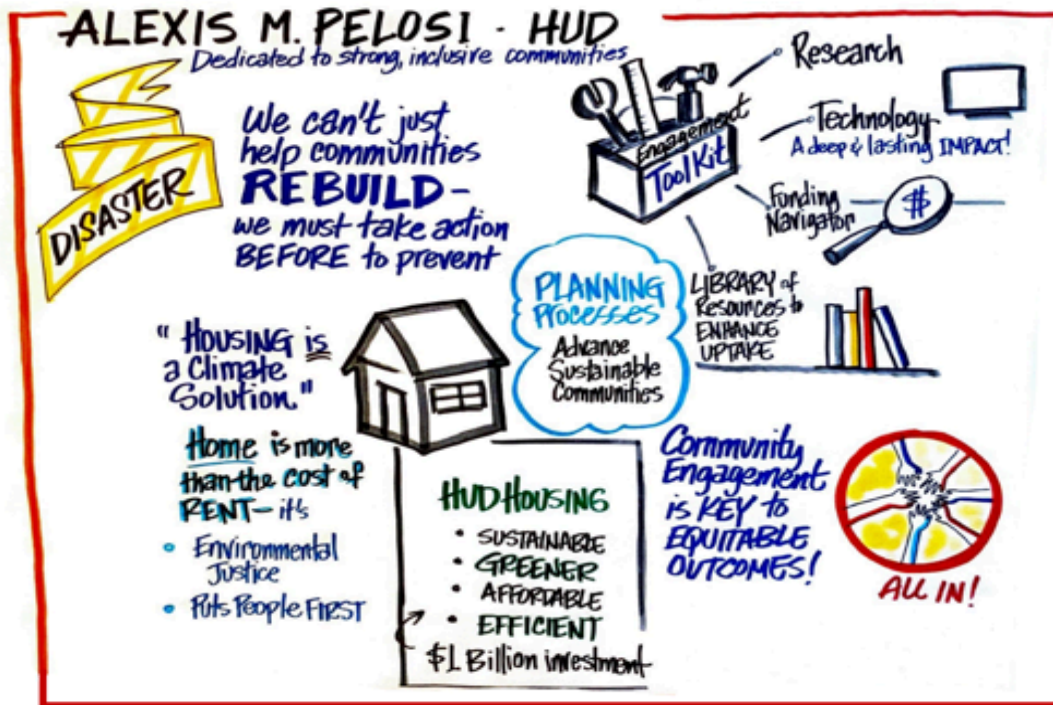 ALEXIS M. PELOSI - HUD
Dedicated to strong, inclusive communities
DISASTER
We can't just
help communities
REBUILD -
we must take action
BEFORE to prevent
Engagement
ToolKit
Research
Technology
A deep & lasting IMPACT!
Funding
Navigator
$
LIBRARY of
Resources to
ENHANCE
UPTAKE
PLANNING
Processes
Advance
Sustainable
Communities
"HOUSING is
a Climate
Solution."
Home is more
than the cost of
RENT - it's
• Environmental
Justice
• Puts People FIRST
HUD HOUSING
• SUSTAINABLE
• GREENER
• AFFORDABLE
• EFFICIENT
$1 Billion investment
Community
Engagement
is KEY to
EQUITABLE
OUTCOMES!
ALL IN!